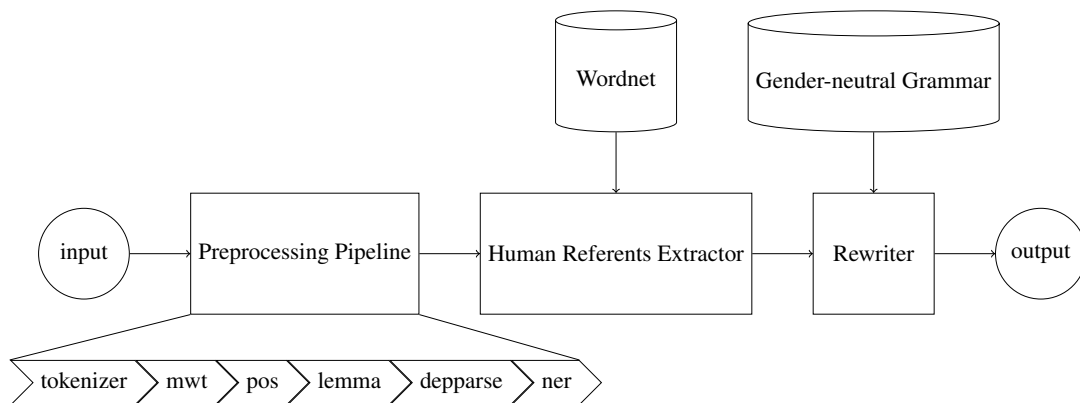 Wordnet
Gender-neutral Grammar
input
Preprocessing Pipeline
Human Referents Extractor
Rewriter
output
tokenizer
mwt
pos
lemma
depparse
ner